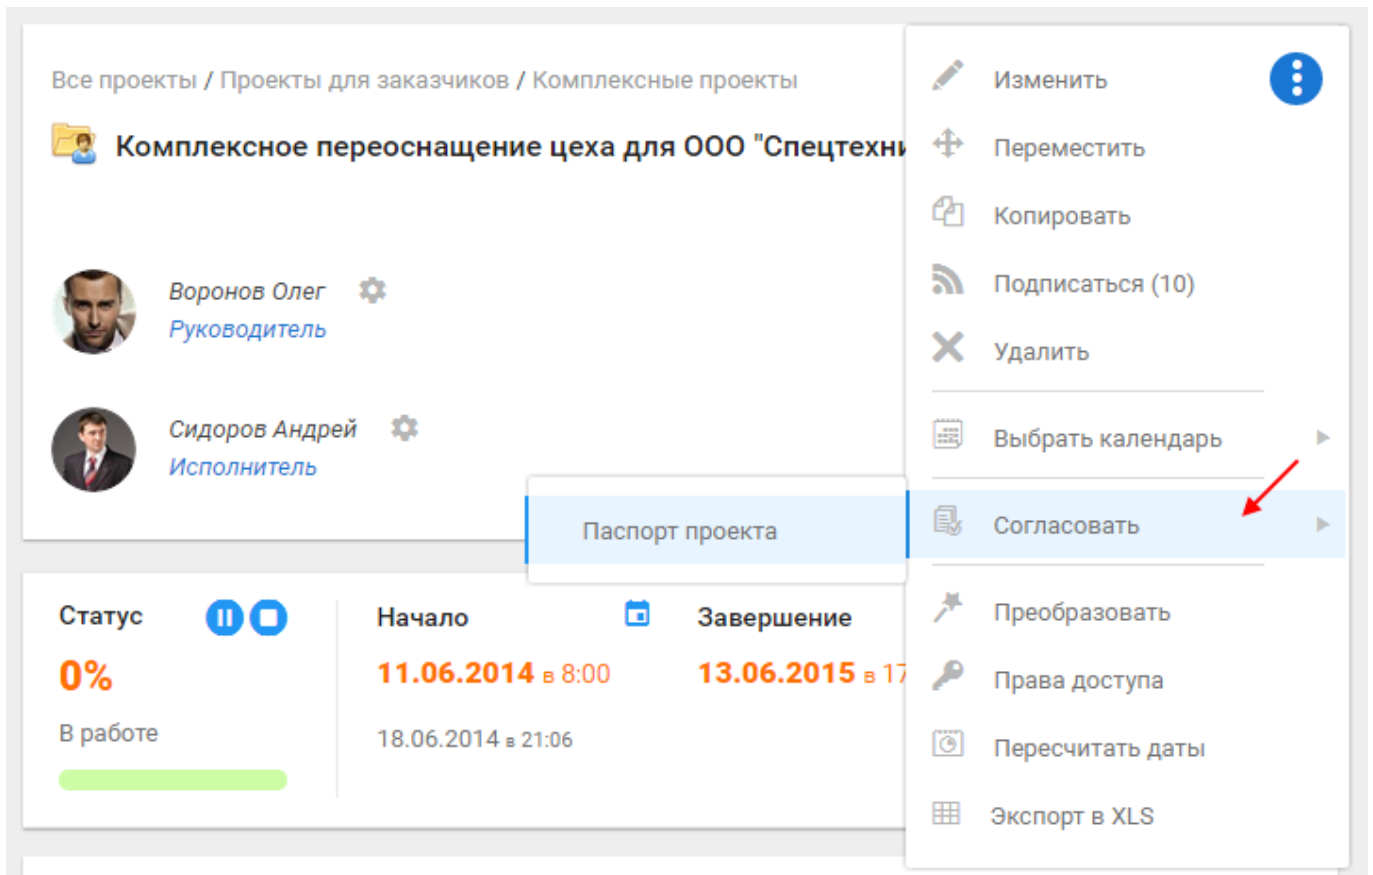 Все проекты / Проекты для заказчиков / Комплексные проекты
Комплексное переоснащение цеха для ООО "Спецтехни
Воронов Олег
Руководитель
Сидоров Андрей
Исполнитель
Изменить
Переместить
Копировать
Подписаться (10)
Удалить
Выбрать календарь
Согласовать
Паспорт проекта
Преобразовать
Права доступа
Пересчитать даты
Экспорт в XLS
Статус
0%
В работе
Начало
11.06.2014 в 8:00
18.06.2014 в 21:06
Завершение
13.06.2015 в 17